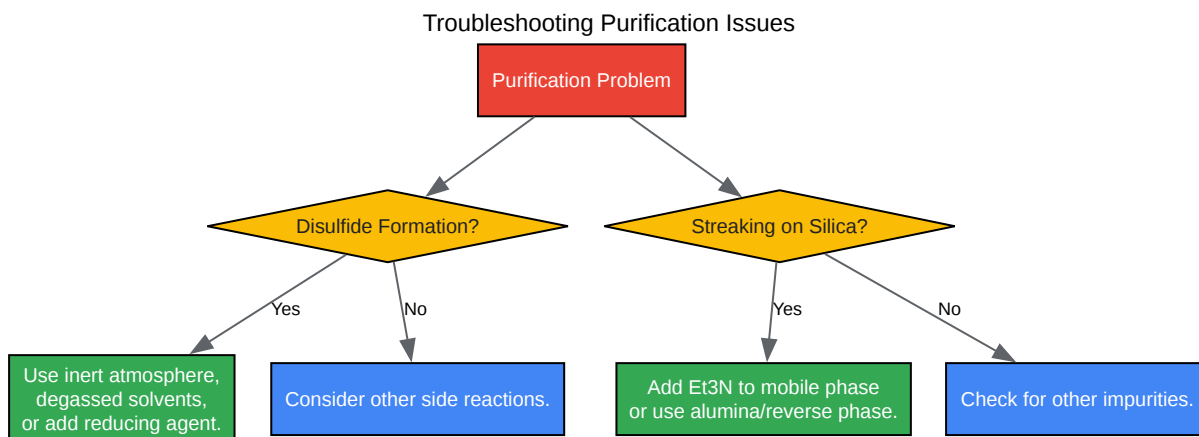 Troubleshooting Purification Issues
Purification Problem
Disulfide Formation?
Streaking on Silica?
Yes
No
Yes
No
Use inert atmosphere,
degassed solvents,
or add reducing agent.
Consider other side reactions.
Add Et3N to mobile phase
or use alumina/reverse phase.
Check for other impurities.